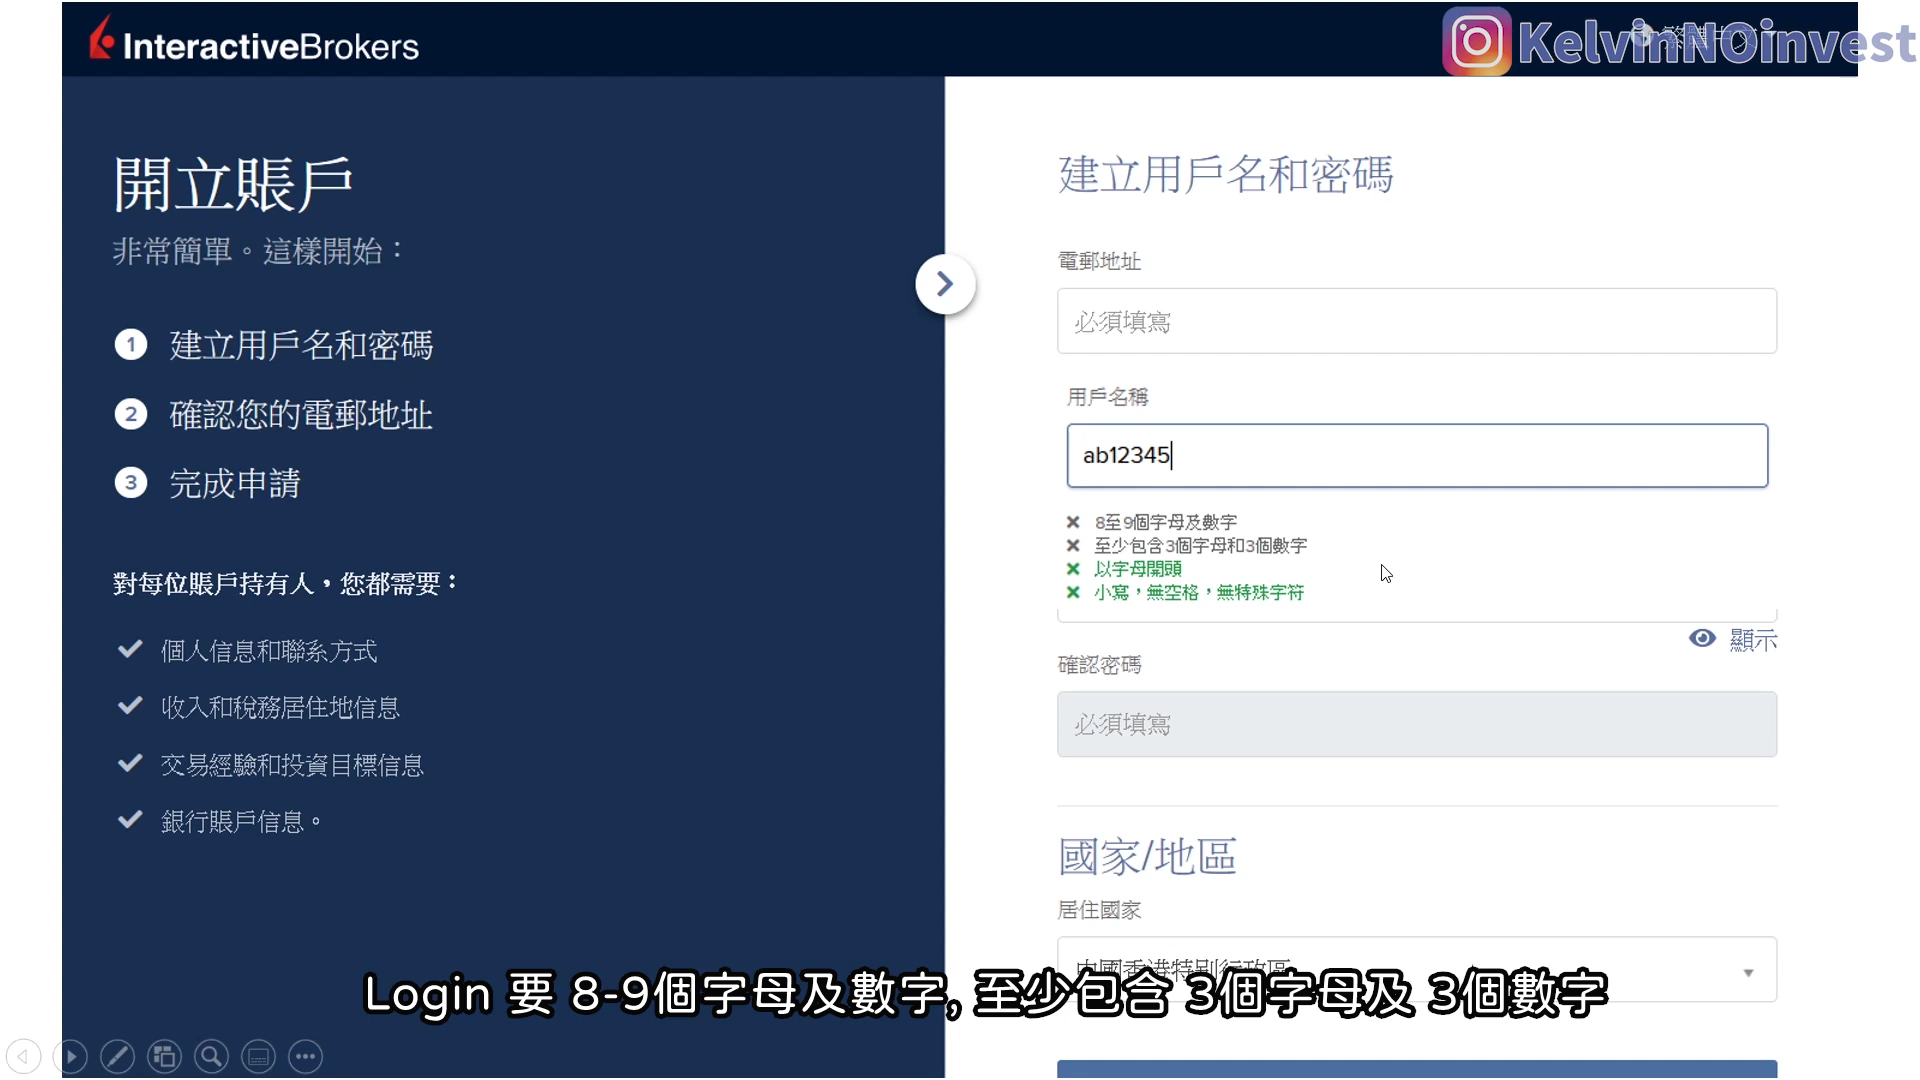 InteractiveBrokers
KelvinNOinvest
開立賬戶
非常簡單。這樣開始：
1 建立用戶名和密碼
2 確認您的電郵地址
3 完成申請
對每位賬戶持有人，您都需要：
個人信息和聯系方式
收入和稅務居住地信息
交易經驗和投資目標信息
銀行賬戶信息。
建立用戶名和密碼
電郵地址
必須填寫
用戶名稱
ab12345
8至9個字母及數字
至少包含3個字母和3個數字
以字母開頭
小寫，無空格，無特殊字符
顯示
確認密碼
必須填寫
國家/地區
居住國家
中國香港特別行政區
Login 要 8-9個字母及數字, 至少包含 3個字母及 3個數字